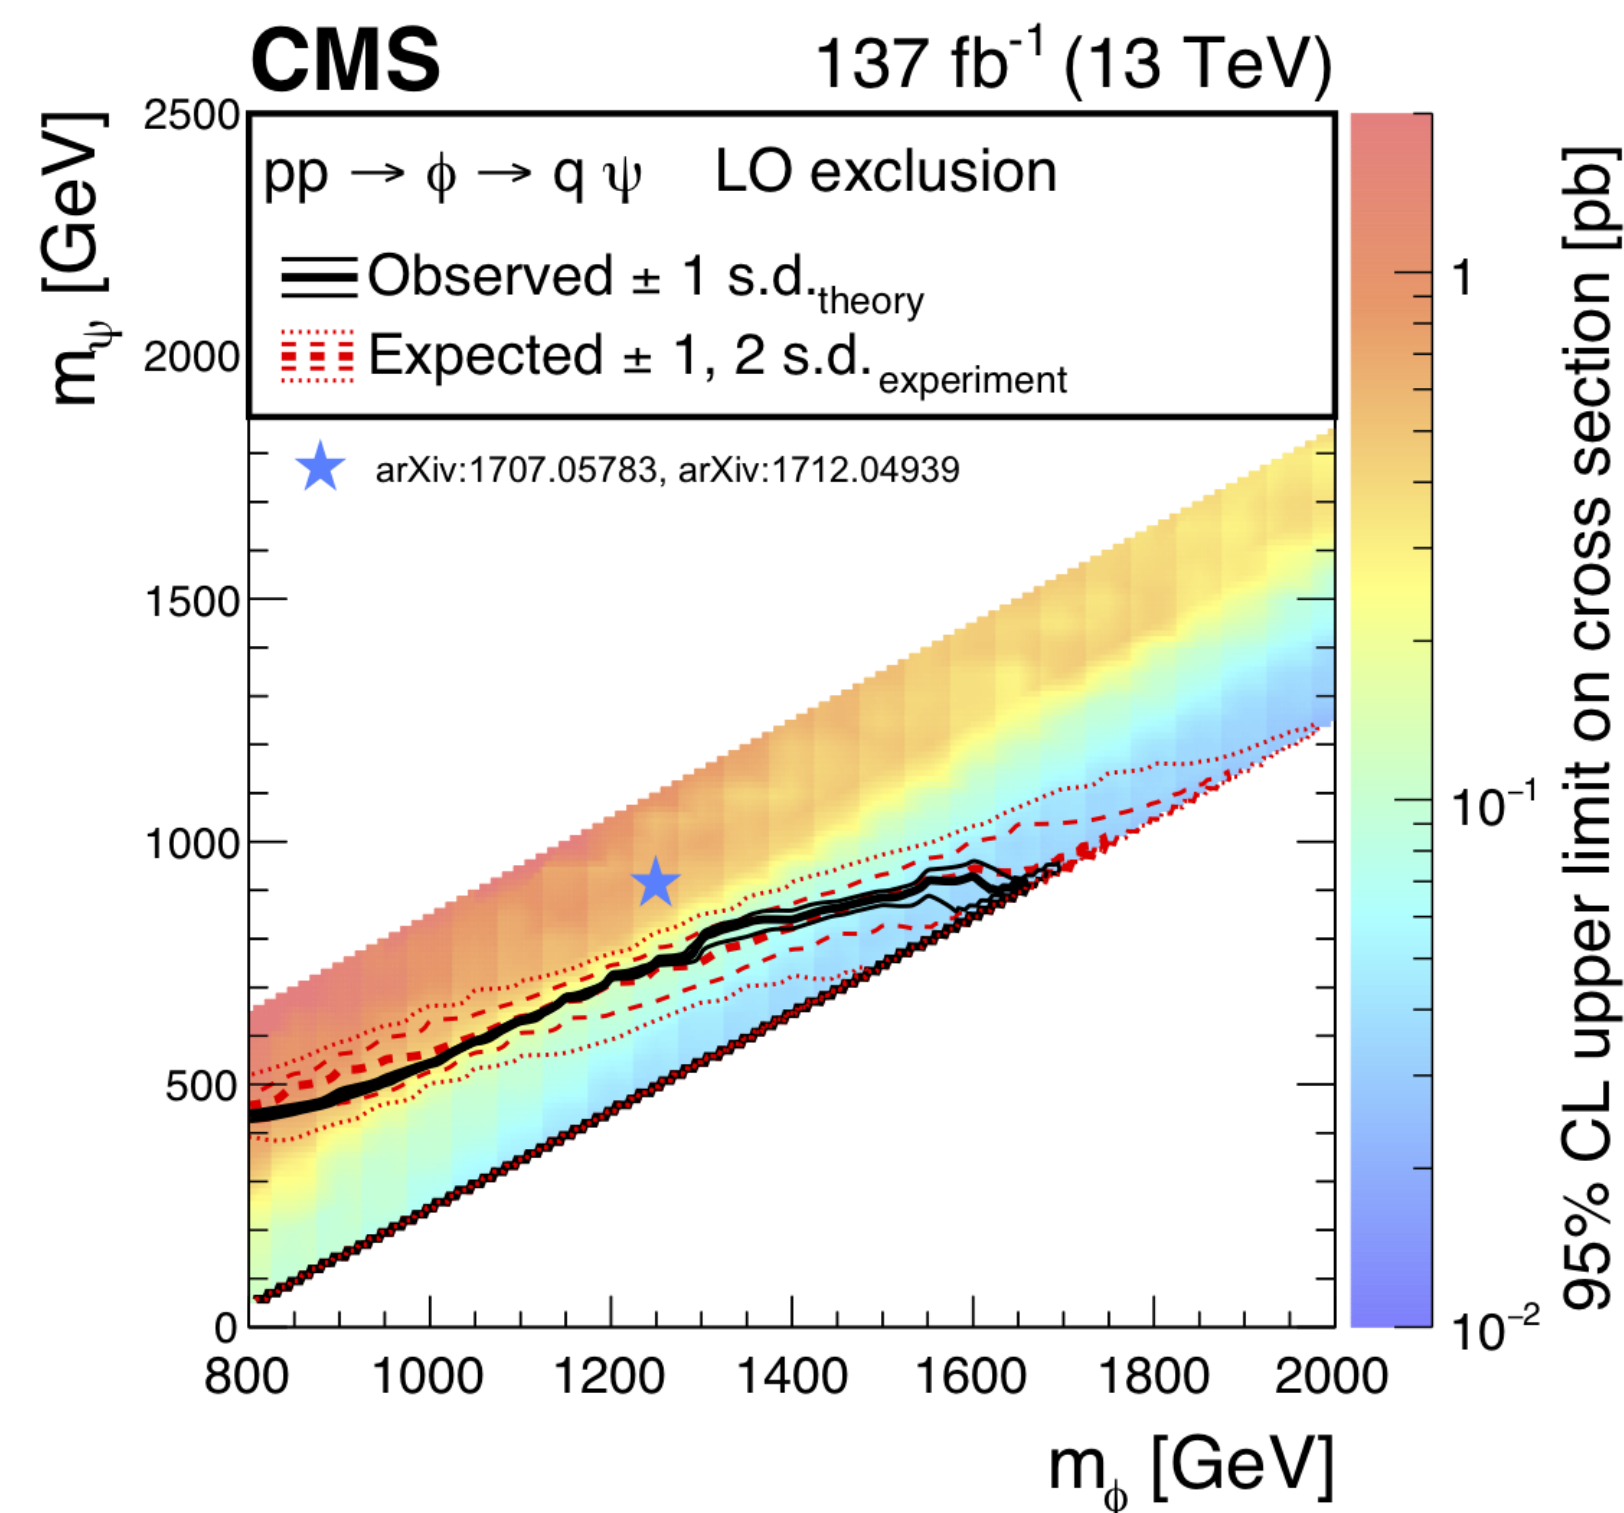 CMS 137 fb⁻¹ (13 TeV)
m_ψ [GeV]
2500
2000
1500
1000
500
0
pp → ϕ → q ψ LO exclusion
Observed ± 1 s.d.theory
Expected ± 1, 2 s.d.experiment
arXiv:1707.05783, arXiv:1712.04939
800 1000 1200 1400 1600 1800 2000
m_ϕ [GeV]
1
10⁻¹
10⁻²
95% CL upper limit on cross section [pb]